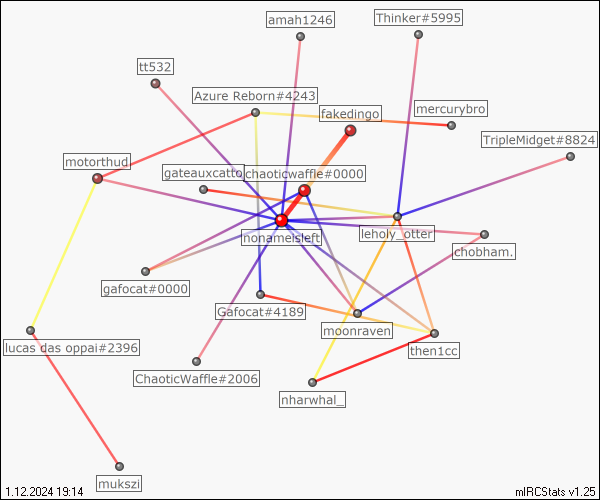 amah1246
Thinker#5995
tt532
Azure Reborn#4243
fakedingo
mercurybro
TripleMidget#8824
motorthud
gateauxcatto
chaoticwaffle#0000
nonameisleft
leholy_otter
chobham.
gafocat#0000
Gafocat#4189
moonraven
lucas das oppai#2396
then1cc
ChaoticWaffle#2006
nharwhal_
mukszi
1.12.2024 19:14
mIRCStats v1.25